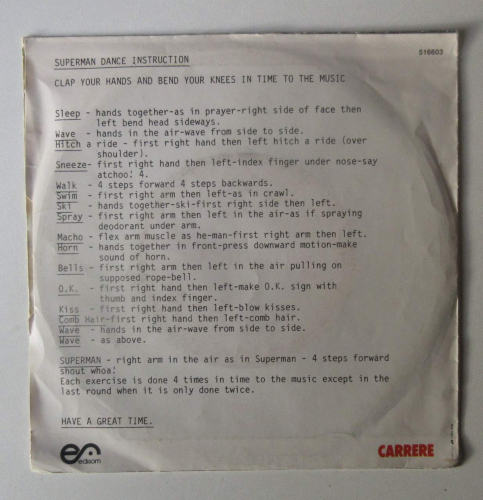 516603
SUPERMAN DANCE INSTRUCTION
CLAP YOUR HANDS AND BEND YOUR KNEES IN TIME TO THE MUSIC
Sleep - hands together-as in prayer-right side of face then
left bend head sideways.
Wave - hands in the air-wave from side to side.
Hitch a ride - first right hand then left hitch a ride (over
shoulder).
Sneeze- first right hand then left-index finger under nose-say
atchoo! 4.
Walk - 4 steps forward 4 steps backwards.
Swim - first right arm then left-as in crawl.
Ski - hands together-ski-first right side then left.
Spray - first right arm then left in the air-as if spraying
deodorant under arm.
Macho - flex arm muscle as he-man-first right arm then left.
Horn - hands together in front-press downward motion-make
sound of horn.
Bells - first right arm then left in the air pulling on
supposed rope-bell.
O.K. - first right hand then left-make O.K. sign with
thumb and index finger.
Kiss - first right hand then left-blow kisses.
Comb Hair-first right hand then left-comb hair.
Wave - hands in the air-wave from side to side.
Wave - as above.
SUPERMAN - right arm in the air as in Superman - 4 steps forward
shout whoa!
Each exercise is done 4 times in time to the music except in the
last round when it is only done twice.
HAVE A GREAT TIME.
edisom
CARRERE